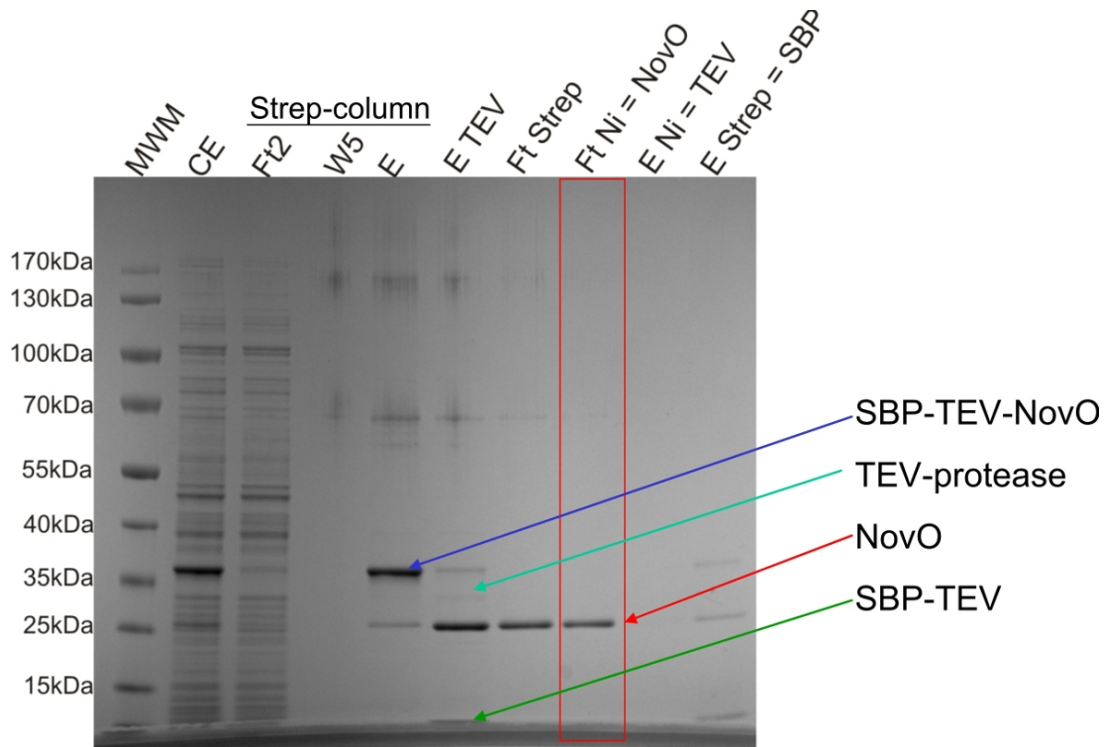 Strep-column
MWM
CE
Ft2
W5
E
E TEV
Ft Strep
Ft Ni = NovO
E Ni = TEV
E Strep = SBP
170kDa
130kDa
100kDa
70kDa
55kDa
40kDa
35kDa
25kDa
15kDa
SBP-TEV-NovO
TEV-protease
NovO
SBP-TEV